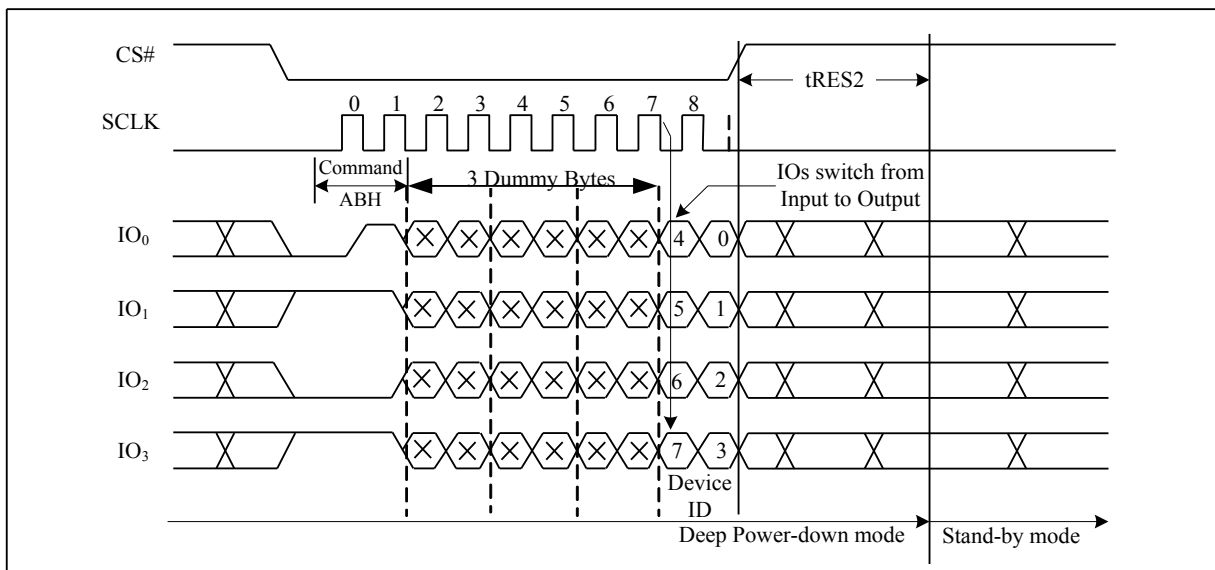 CS#
tRES2
0 1 2 3 4 5 6 7 8
SCLK
Command
ABH
3 Dummy Bytes
IOs switch from
Input to Output
IO₀
4 0
IO₁
5 1
IO₂
6 2
IO₃
7 3
Device
ID
Deep Power-down mode
Stand-by mode